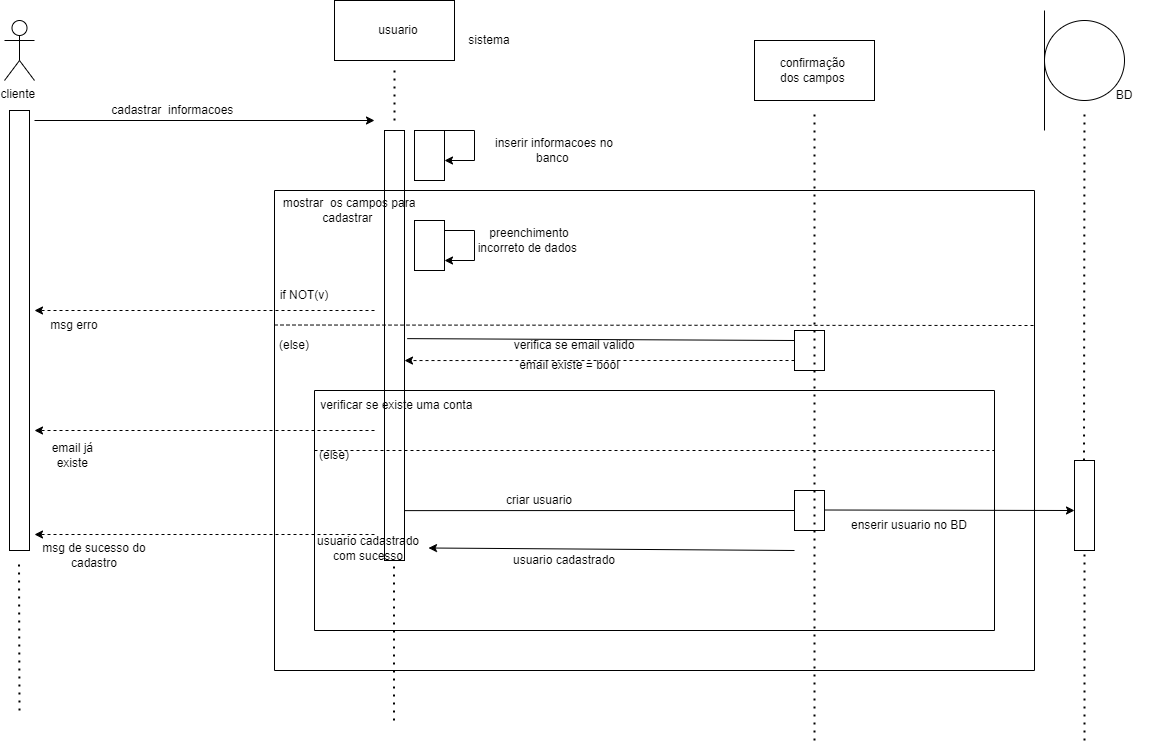 usuario
sistema
confirmação
dos campos
cliente
BD
cadastrar informacoes
inserir informacoes no
banco
mostrar os campos para
cadastrar
preenchimento
incorreto de dados
if NOT(v)
msg erro
(else)
verifica se email valido
email existe = bool
verificar se existe uma conta
email já
existe
(else)
criar usuario
enserir usuario no BD
usuario cadastrado
com sucesso
msg de sucesso do
cadastro
usuario cadastrado